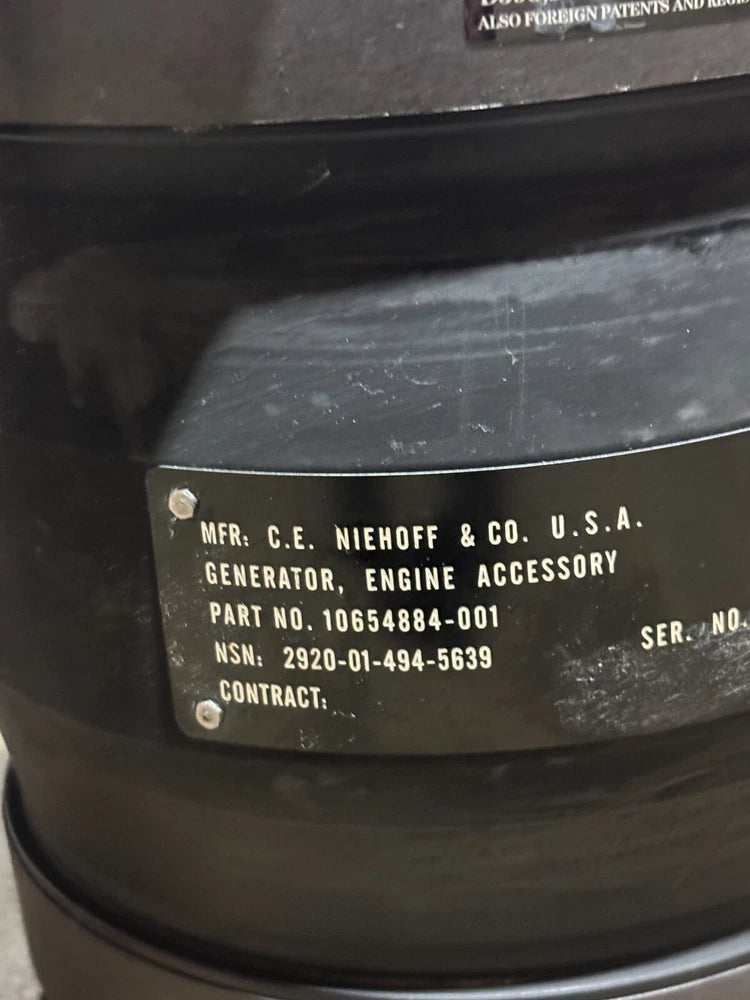 ALSO FOREIGN PATENTS AND
MFR: C.E. NIEHOFF & CO. U.S.A.
GENERATOR, ENGINE ACCESSORY
PART NO. 10654884-001
SER. NO.
NSN: 2920-01-494-5639
CONTRACT: